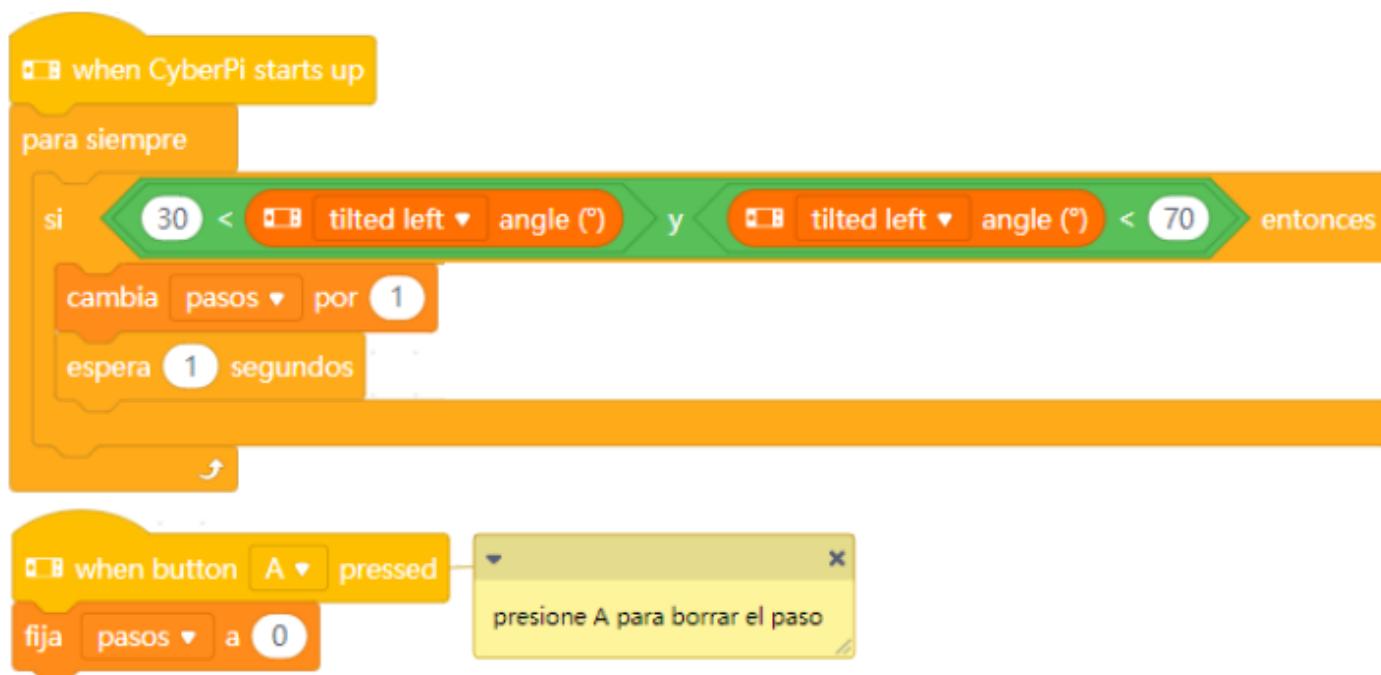 when CyberPi starts up
para siempre
si 30 < tilted left angle (°) y tilted left angle (°) < 70 entonces
cambia pasos por 1
espera 1 segundos
when button A pressed
presione A para borrar el paso
fija pasos a 0